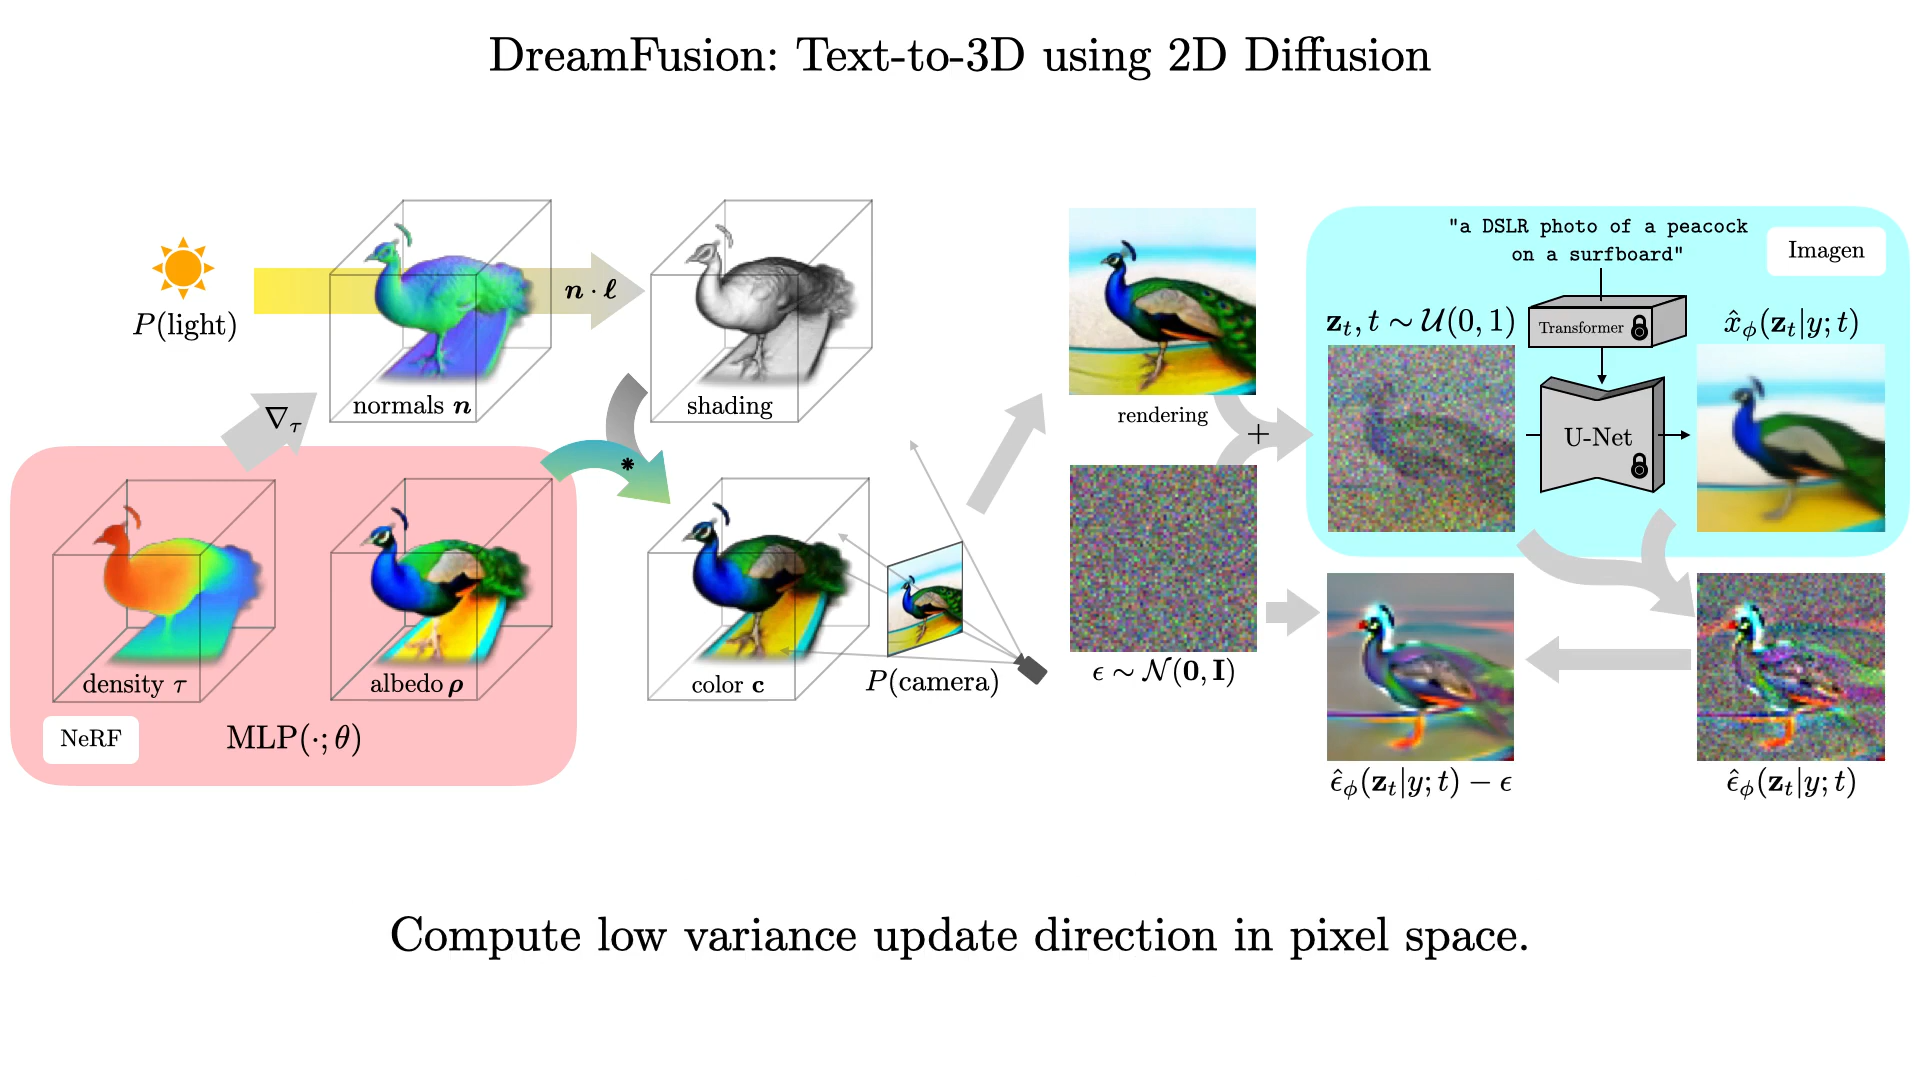 DreamFusion: Text-to-3D using 2D Diffusion
P(light)
n · ℓ
normals n
shading
∇τ
*
density τ
albedo ρ
NeRF
MLP(·; θ)
color c
P(camera)
rendering
+
ϵ ∼ 𝒩(0, I)
"a DSLR photo of a peacock
on a surfboard"
Imagen
z_t, t ∼ 𝒰(0, 1)
Transformer
x̂_ϕ(z_t|y; t)
U-Net
ϵ̂_ϕ(z_t|y; t) − ϵ
ϵ̂_ϕ(z_t|y; t)
Compute low variance update direction in pixel space.